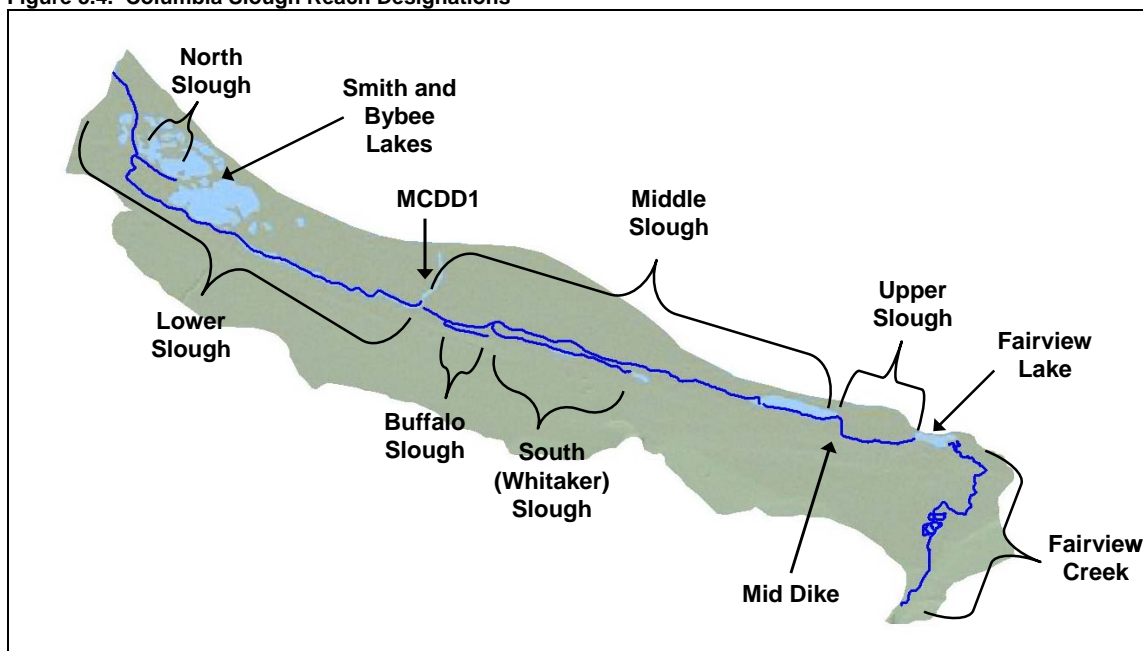 Figure 3.4. Columbia Slough Reach Designations
North
Slough
Smith and
Bybee
Lakes
MCDD1
Middle
Slough
Upper
Slough
Fairview
Lake
Lower
Slough
Buffalo
Slough
South
(Whitaker)
Slough
Mid Dike
Fairview
Creek